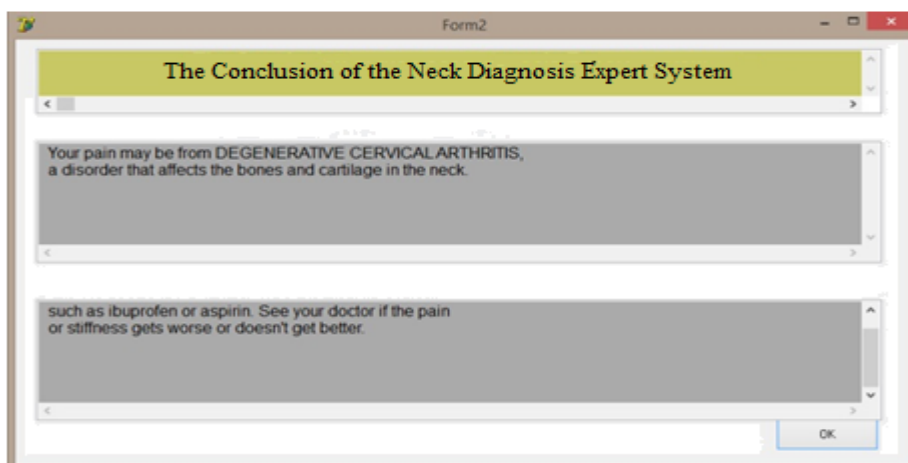 Form2
The Conclusion of the Neck Diagnosis Expert System
Your pain may be from DEGENERATIVE CERVICAL ARTHRITIS,
a disorder that affects the bones and cartilage in the neck.
such as ibuprofen or aspirin. See your doctor if the pain
or stiffness gets worse or doesn't get better.
OK